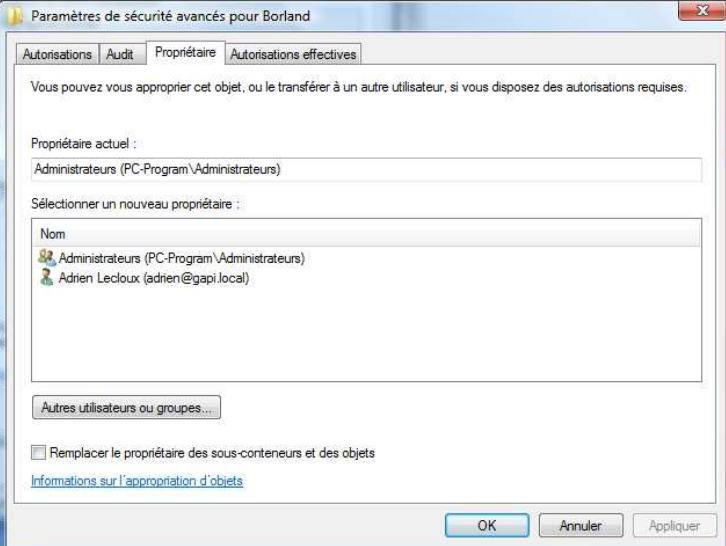 Paramètres de sécurité avancés pour Borland
Autorisations Audit Propriétaire Autorisations effectives
Vous pouvez vous approprier cet objet, ou le transférer à un autre utilisateur, si vous disposez des autorisations requises.
Propriétaire actuel :
Administrateurs (PC-Program\Administrateurs)
Sélectionner un nouveau propriétaire :
Nom
Administrateurs (PC-Program\Administrateurs)
Adrien Lecloux (adrien@gapi.local)
Autres utilisateurs ou groupes...
Remplacer le propriétaire des sous-conteneurs et des objets
Informations sur l'appropriation d'objets
OK Annuler Appliquer